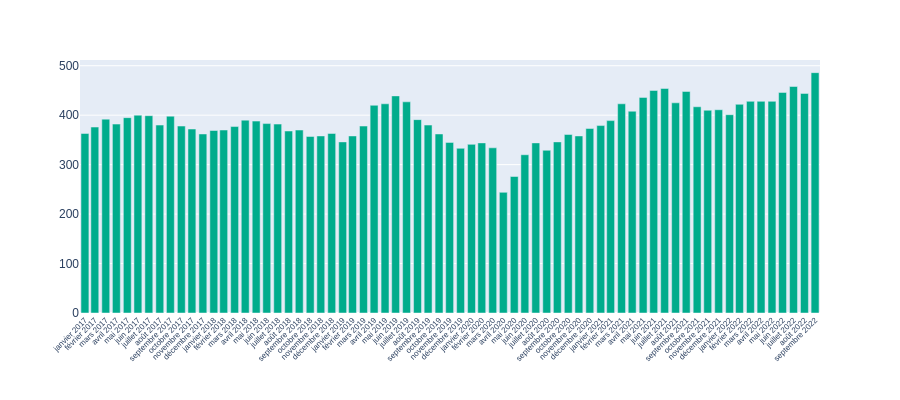 500
400
300
200
100
0
janvier 2017
février 2017
mars 2017
avril 2017
mai 2017
juin 2017
juillet 2017
août 2017
septembre 2017
octobre 2017
novembre 2017
décembre 2017
janvier 2018
février 2018
mars 2018
avril 2018
mai 2018
juin 2018
juillet 2018
août 2018
septembre 2018
octobre 2018
novembre 2018
décembre 2018
janvier 2019
février 2019
mars 2019
avril 2019
mai 2019
juin 2019
juillet 2019
août 2019
septembre 2019
octobre 2019
novembre 2019
décembre 2019
janvier 2020
février 2020
mars 2020
avril 2020
mai 2020
juin 2020
juillet 2020
août 2020
septembre 2020
octobre 2020
novembre 2020
décembre 2020
janvier 2021
février 2021
mars 2021
avril 2021
mai 2021
juin 2021
juillet 2021
août 2021
septembre 2021
octobre 2021
novembre 2021
décembre 2021
janvier 2022
février 2022
mars 2022
avril 2022
mai 2022
juin 2022
juillet 2022
août 2022
septembre 2022